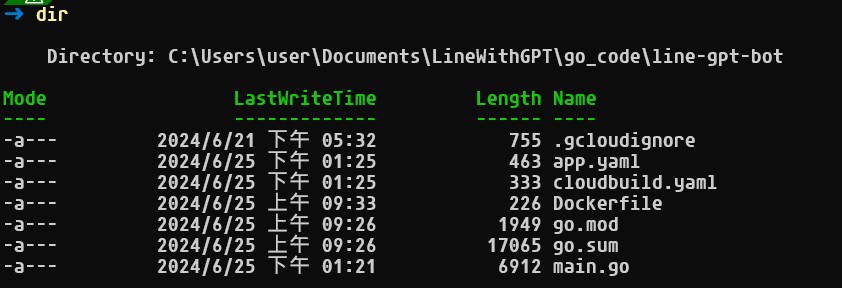 ➜ dir
Directory: C:\Users\user\Documents\LineWithGPT\go_code\line-gpt-bot
Mode                 LastWriteTime         Length Name
----                 -------------         ------ ----
-a---          2024/6/21 下午 05:32            755 .gcloudignore
-a---          2024/6/25 下午 01:25            463 app.yaml
-a---          2024/6/25 下午 01:25            333 cloudbuild.yaml
-a---          2024/6/25 上午 09:33            226 Dockerfile
-a---          2024/6/25 上午 09:26           1949 go.mod
-a---          2024/6/25 上午 09:26          17065 go.sum
-a---          2024/6/25 下午 01:21           6912 main.go